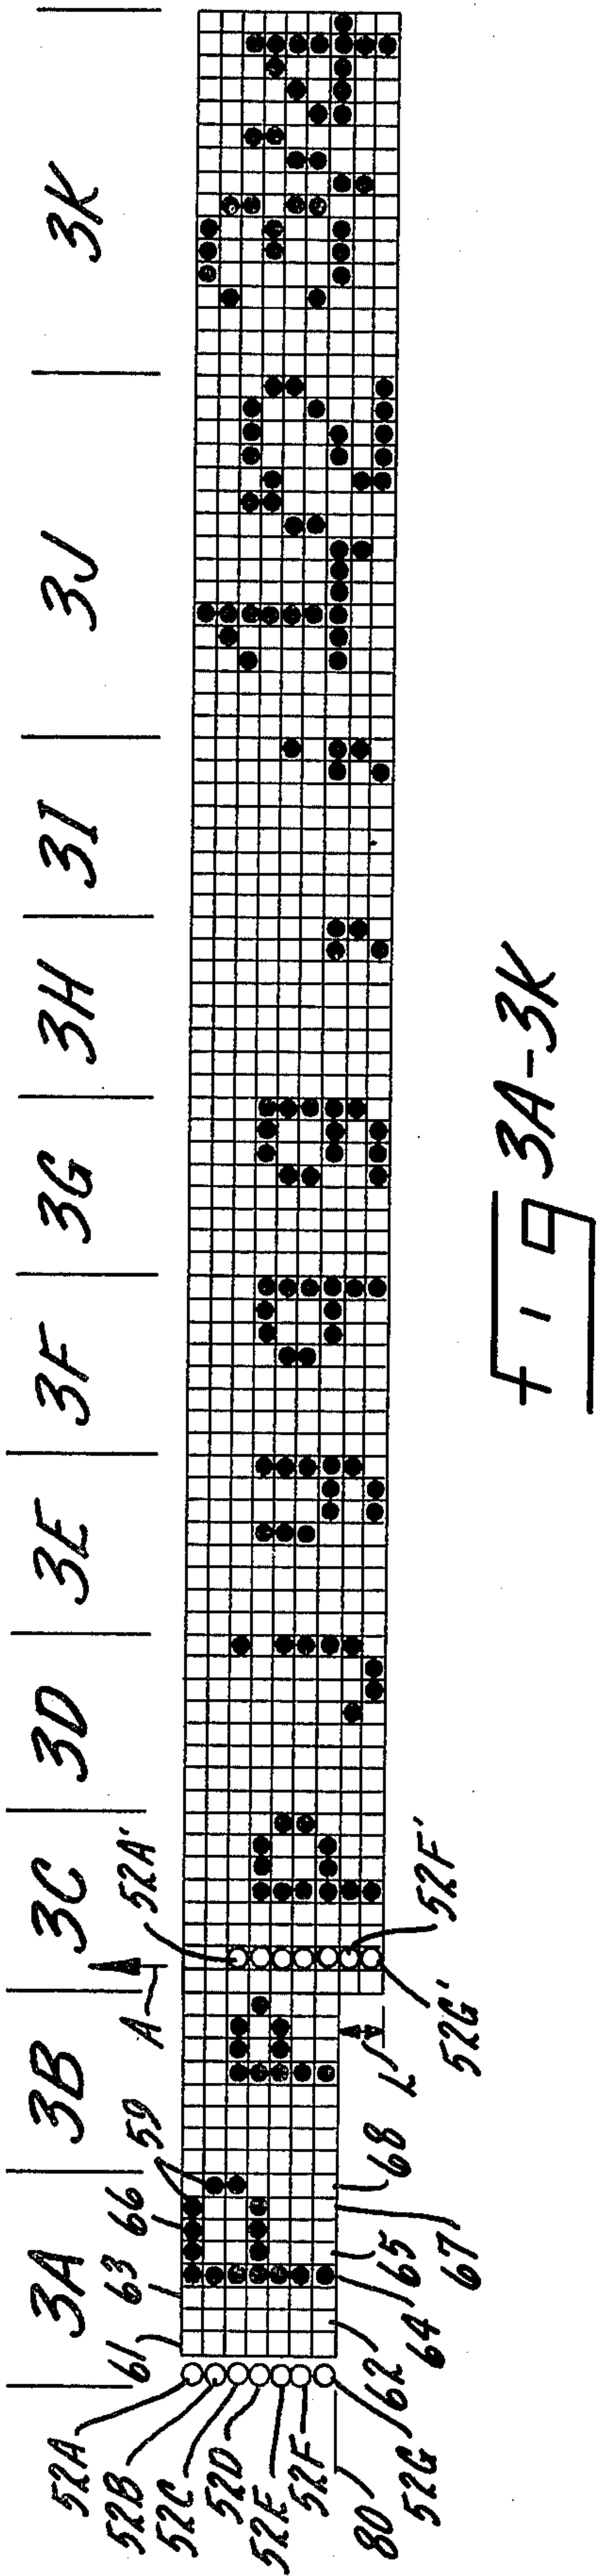 3A 3B 3C 3D 3E 3F 3G 3H 3I 3J 3K
61 63 66 59 A 52A'
52A
52B
52C
52D
52E
52F
80
52G
62
64
65
67
68
L
52G'
52F'
Fig 3A-3K